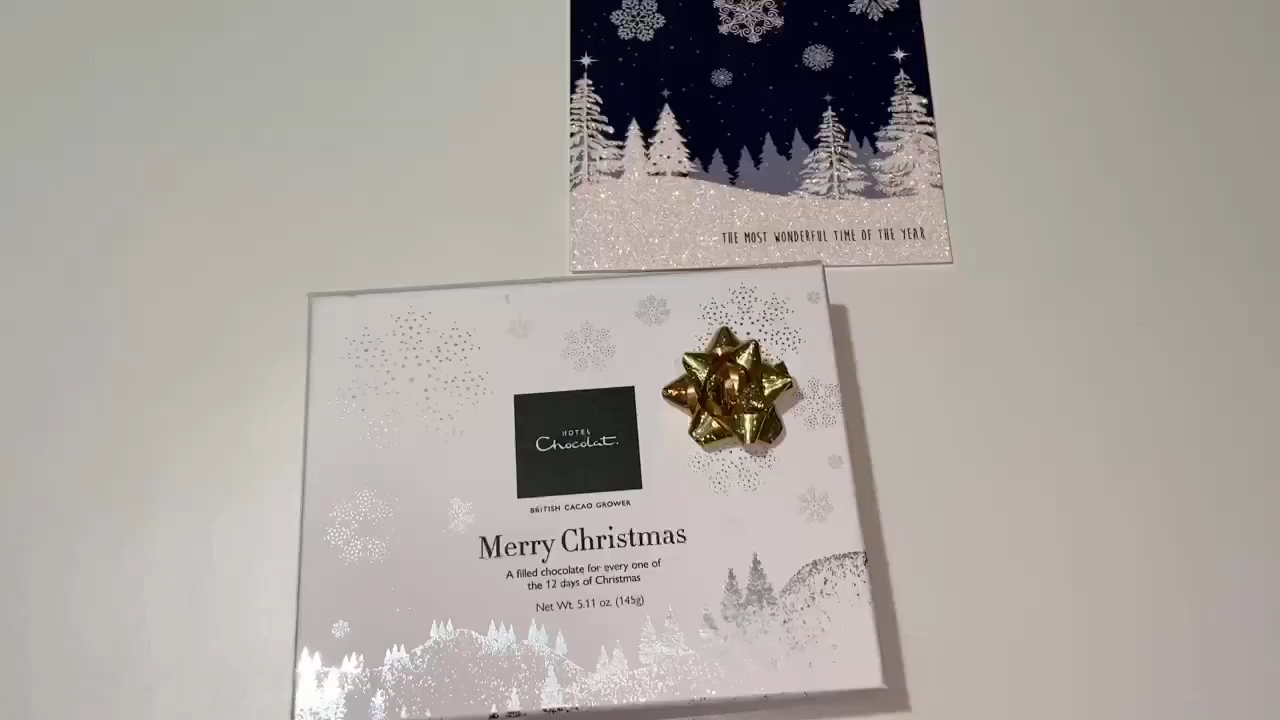 THE MOST WONDERFUL TIME OF THE YEAR
HOTEL
Chocolat.
BRITISH CACAO GROWER
Merry Christmas
A filled chocolate for every one of
the 12 days of Christmas
Net Wt. 5.11 oz. (145g)